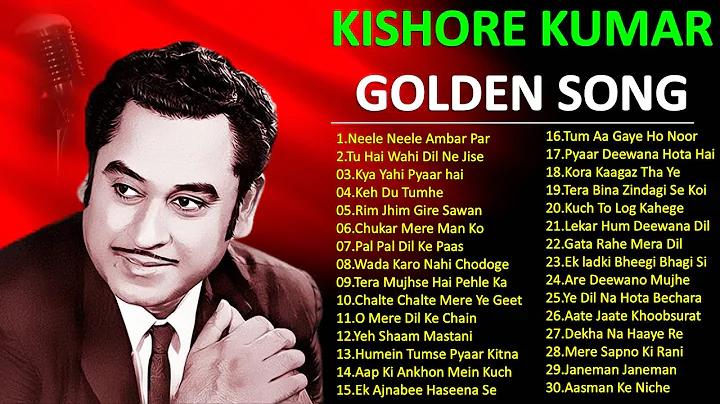 KISHORE KUMAR
GOLDEN SONG
1.Neele Neele Ambar Par
2.Tu Hai Wahi Dil Ne Jise
03.Kya Yahi Pyaar hai
04.Keh Du Tumhe
05.Rim Jhim Gire Sawan
06.Chukar Mere Man Ko
07.Pal Pal Dil Ke Paas
08.Wada Karo Nahi Chodoge
09.Tera Mujhse Hai Pehle Ka
10.Chalte Chalte Mere Ye Geet
11.O Mere Dil Ke Chain
12.Yeh Shaam Mastani
13.Humein Tumse Pyaar Kitna
14.Aap Ki Ankhon Mein Kuch
15.Ek Ajnabee Haseena Se
16.Tum Aa Gaye Ho Noor
17.Pyaar Deewana Hota Hai
18.Kora Kaagaz Tha Ye
19.Tera Bina Zindagi Se Koi
20.Kuch To Log Kahege
21.Lekar Hum Deewana Dil
22.Gata Rahe Mera Dil
23.Ek ladki Bheegi Bhagi Si
24.Are Deewano Mujhe
25.Ye Dil Na Hota Bechara
26.Aate Jaate Khoobsurat
27.Dekha Na Haaye Re
28.Mere Sapno Ki Rani
29.Janeman Janeman
30.Aasman Ke Niche